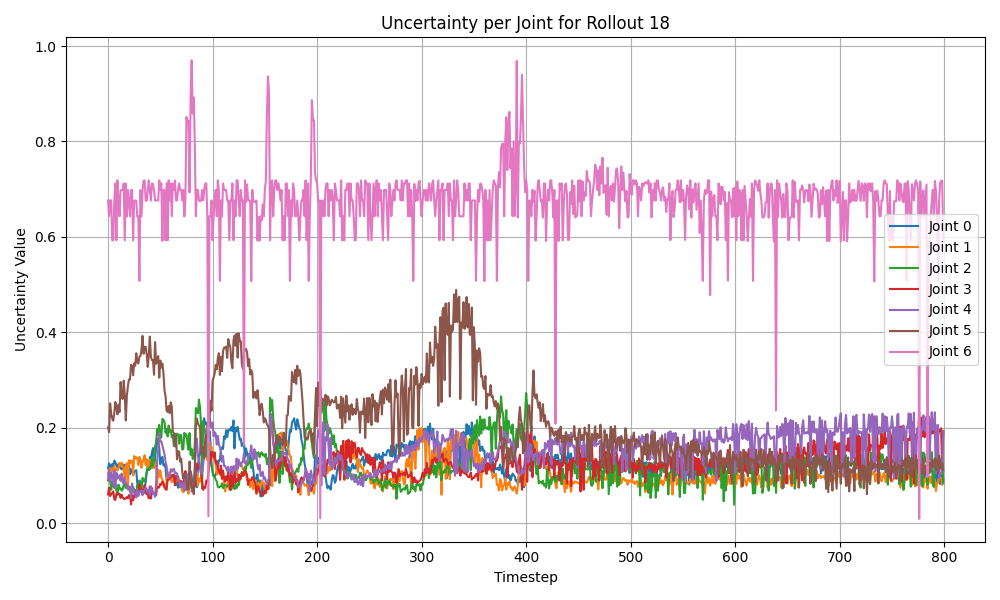 Uncertainty per Joint for Rollout 18
Uncertainty Value
1.0
0.8
0.6
0.4
0.2
0.0
0
100
200
300
400
500
600
700
800
Timestep
Joint 0
Joint 1
Joint 2
Joint 3
Joint 4
Joint 5
Joint 6